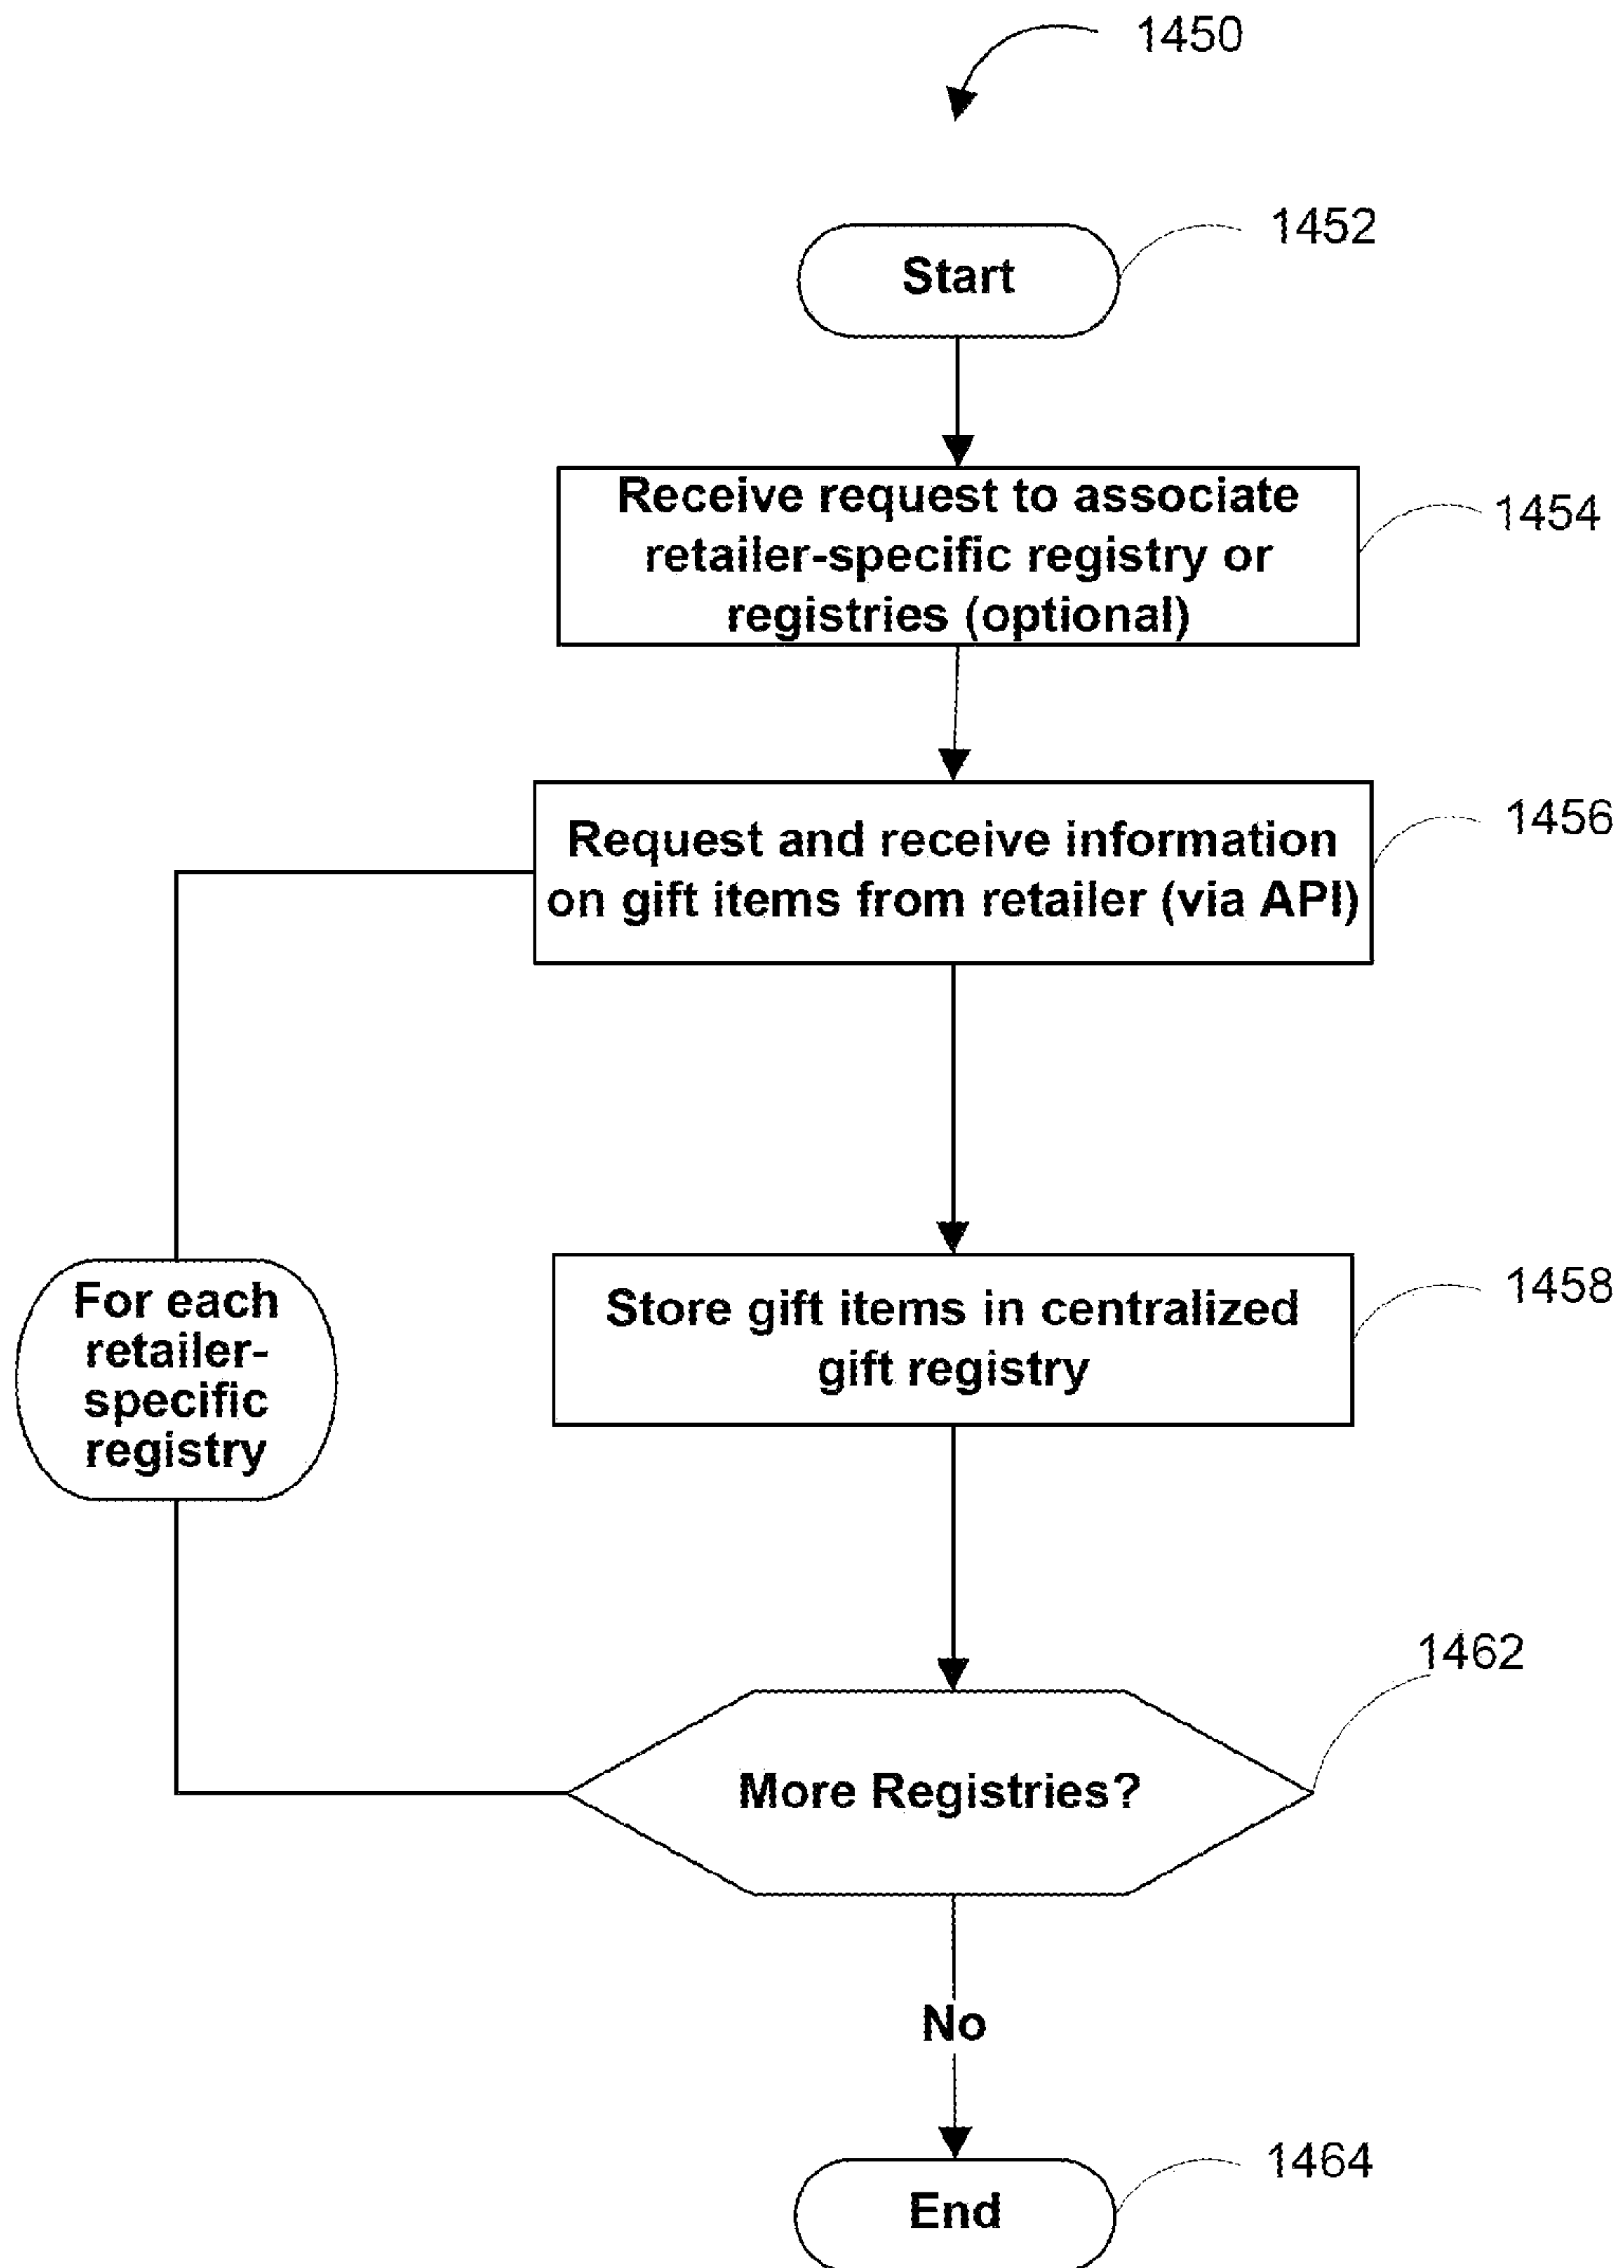 1450
1452
Start
Receive request to associate
retailer-specific registry or
registries (optional)
1454
Request and receive information
on gift items from retailer (via API)
1456
For each
retailer-
specific
registry
Store gift items in centralized
gift registry
1458
1462
More Registries?
No
1464
End